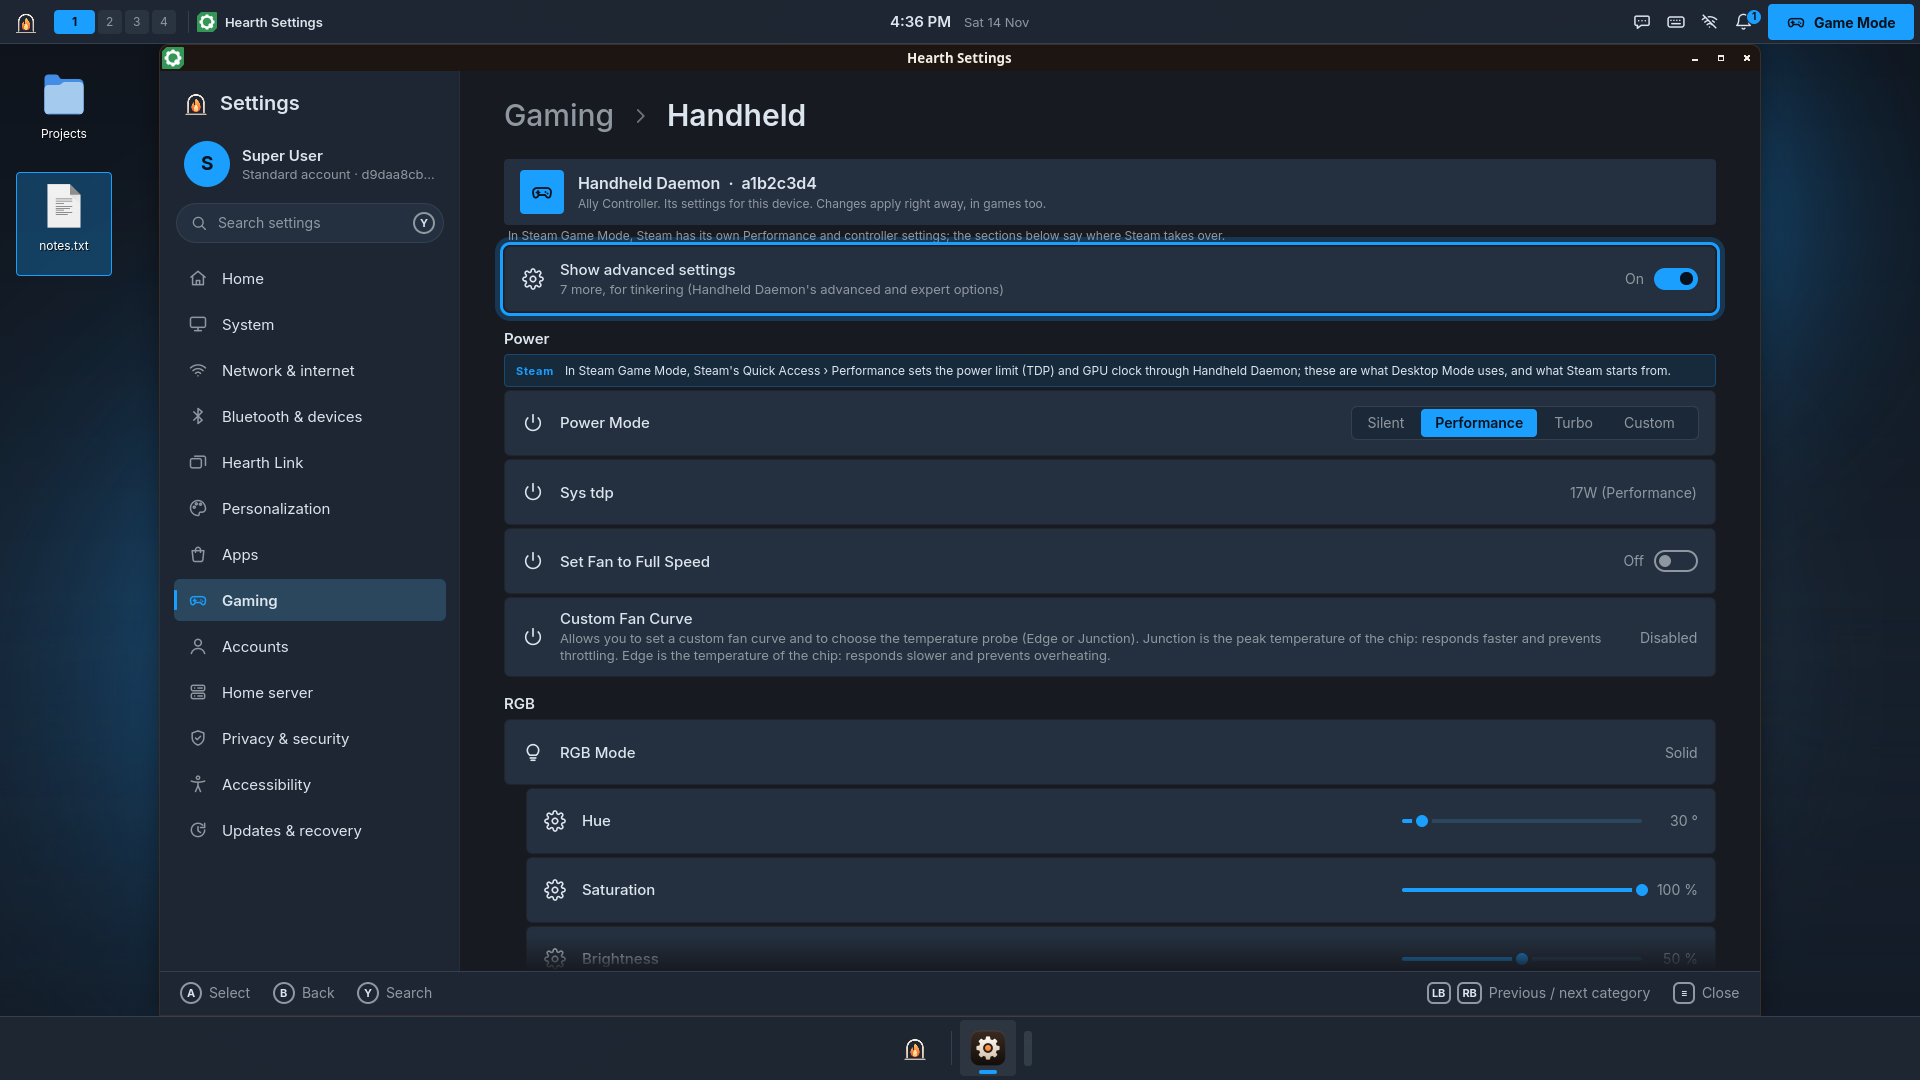 1 2 3 4 Hearth Settings
4:36 PM Sat 14 Nov
1
Game Mode
Hearth Settings
Projects
notes.txt
Settings
S
Super User
Standard account · d9daa8cb...
Search settings Y
Home
System
Network & internet
Bluetooth & devices
Hearth Link
Personalization
Apps
Gaming
Accounts
Home server
Privacy & security
Accessibility
Updates & recovery
Gaming › Handheld
Handheld Daemon · a1b2c3d4
Ally Controller. Its settings for this device. Changes apply right away, in games too.
In Steam Game Mode, Steam has its own Performance and controller settings; the sections below say where Steam takes over.
Show advanced settings
7 more, for tinkering (Handheld Daemon's advanced and expert options)
On
Power
Steam In Steam Game Mode, Steam's Quick Access › Performance sets the power limit (TDP) and GPU clock through Handheld Daemon; these are what Desktop Mode uses, and what Steam starts from.
Power Mode Silent Performance Turbo Custom
Sys tdp 17W (Performance)
Set Fan to Full Speed Off
Custom Fan Curve
Allows you to set a custom fan curve and to choose the temperature probe (Edge or Junction). Junction is the peak temperature of the chip: responds faster and prevents
throttling. Edge is the temperature of the chip: responds slower and prevents overheating.
Disabled
RGB
RGB Mode Solid
Hue 30 °
Saturation 100 %
Brightness 50 %
A Select B Back Y Search
LB RB Previous / next category Close